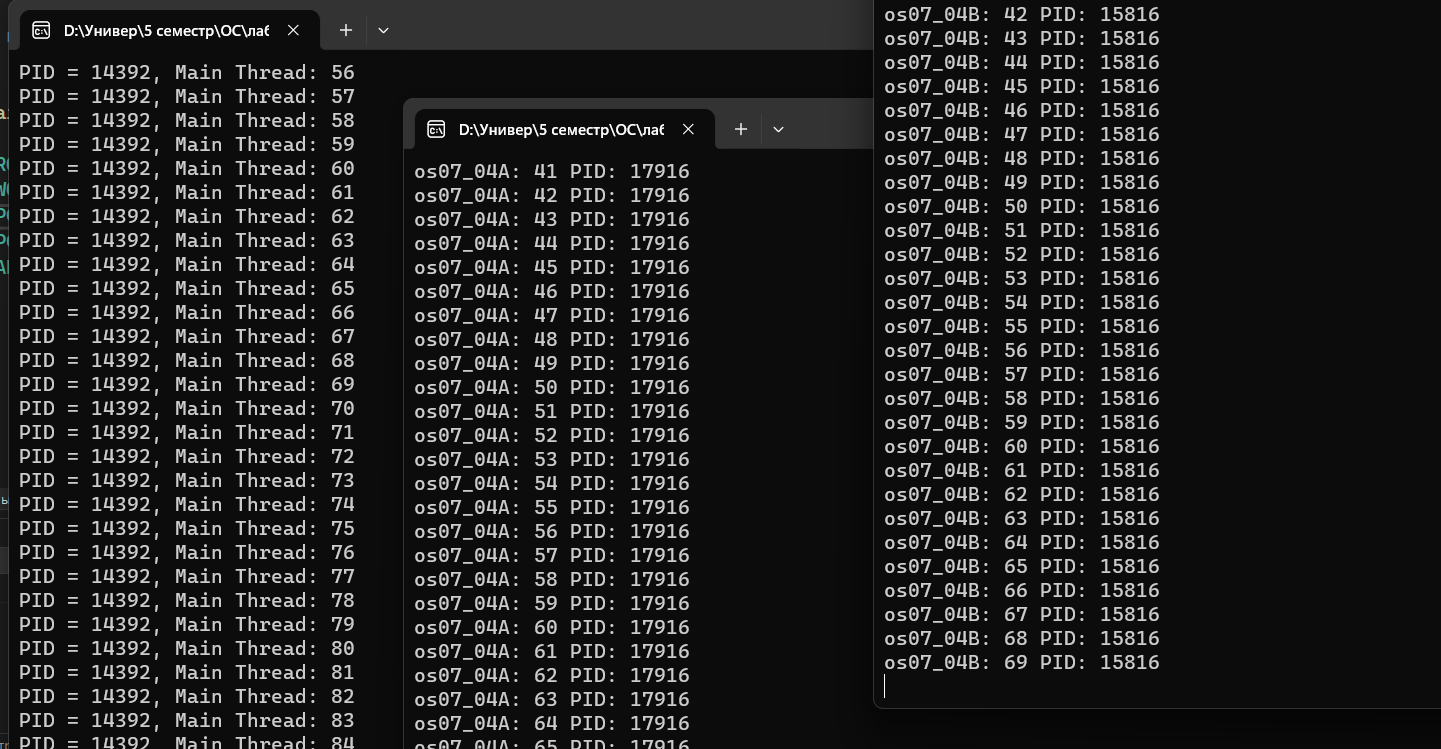 D:\Универ\5 семестр\ОС\лаб
PID = 14392, Main Thread: 56
PID = 14392, Main Thread: 57
PID = 14392, Main Thread: 58
PID = 14392, Main Thread: 59
PID = 14392, Main Thread: 60
PID = 14392, Main Thread: 61
PID = 14392, Main Thread: 62
PID = 14392, Main Thread: 63
PID = 14392, Main Thread: 64
PID = 14392, Main Thread: 65
PID = 14392, Main Thread: 66
PID = 14392, Main Thread: 67
PID = 14392, Main Thread: 68
PID = 14392, Main Thread: 69
PID = 14392, Main Thread: 70
PID = 14392, Main Thread: 71
PID = 14392, Main Thread: 72
PID = 14392, Main Thread: 73
PID = 14392, Main Thread: 74
PID = 14392, Main Thread: 75
PID = 14392, Main Thread: 76
PID = 14392, Main Thread: 77
PID = 14392, Main Thread: 78
PID = 14392, Main Thread: 79
PID = 14392, Main Thread: 80
PID = 14392, Main Thread: 81
PID = 14392, Main Thread: 82
PID = 14392, Main Thread: 83
PID = 14392, Main Thread: 84
D:\Универ\5 семестр\ОС\лаб
os07_04A: 41 PID: 17916
os07_04A: 42 PID: 17916
os07_04A: 43 PID: 17916
os07_04A: 44 PID: 17916
os07_04A: 45 PID: 17916
os07_04A: 46 PID: 17916
os07_04A: 47 PID: 17916
os07_04A: 48 PID: 17916
os07_04A: 49 PID: 17916
os07_04A: 50 PID: 17916
os07_04A: 51 PID: 17916
os07_04A: 52 PID: 17916
os07_04A: 53 PID: 17916
os07_04A: 54 PID: 17916
os07_04A: 55 PID: 17916
os07_04A: 56 PID: 17916
os07_04A: 57 PID: 17916
os07_04A: 58 PID: 17916
os07_04A: 59 PID: 17916
os07_04A: 60 PID: 17916
os07_04A: 61 PID: 17916
os07_04A: 62 PID: 17916
os07_04A: 63 PID: 17916
os07_04A: 64 PID: 17916
os07_04A: 65 PID: 17916
os07_04B: 42 PID: 15816
os07_04B: 43 PID: 15816
os07_04B: 44 PID: 15816
os07_04B: 45 PID: 15816
os07_04B: 46 PID: 15816
os07_04B: 47 PID: 15816
os07_04B: 48 PID: 15816
os07_04B: 49 PID: 15816
os07_04B: 50 PID: 15816
os07_04B: 51 PID: 15816
os07_04B: 52 PID: 15816
os07_04B: 53 PID: 15816
os07_04B: 54 PID: 15816
os07_04B: 55 PID: 15816
os07_04B: 56 PID: 15816
os07_04B: 57 PID: 15816
os07_04B: 58 PID: 15816
os07_04B: 59 PID: 15816
os07_04B: 60 PID: 15816
os07_04B: 61 PID: 15816
os07_04B: 62 PID: 15816
os07_04B: 63 PID: 15816
os07_04B: 64 PID: 15816
os07_04B: 65 PID: 15816
os07_04B: 66 PID: 15816
os07_04B: 67 PID: 15816
os07_04B: 68 PID: 15816
os07_04B: 69 PID: 15816